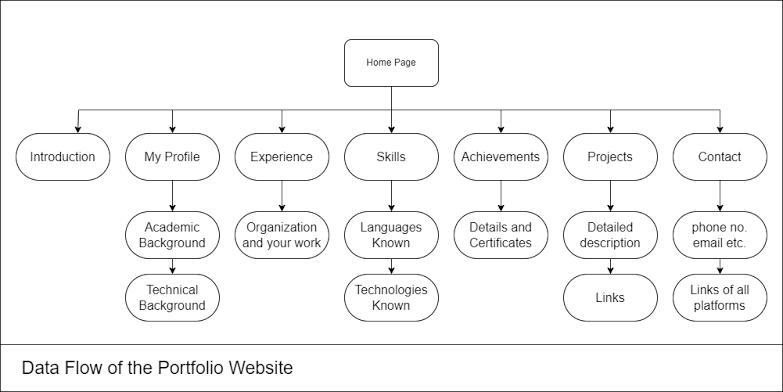 Home Page
Introduction
My Profile
Experience
Skills
Achievements
Projects
Contact
Academic
Background
Organization
and your work
Languages
Known
Details and
Certificates
Detailed
description
phone no.
email etc.
Technical
Background
Technologies
Known
Links
Links of all
platforms
Data Flow of the Portfolio Website